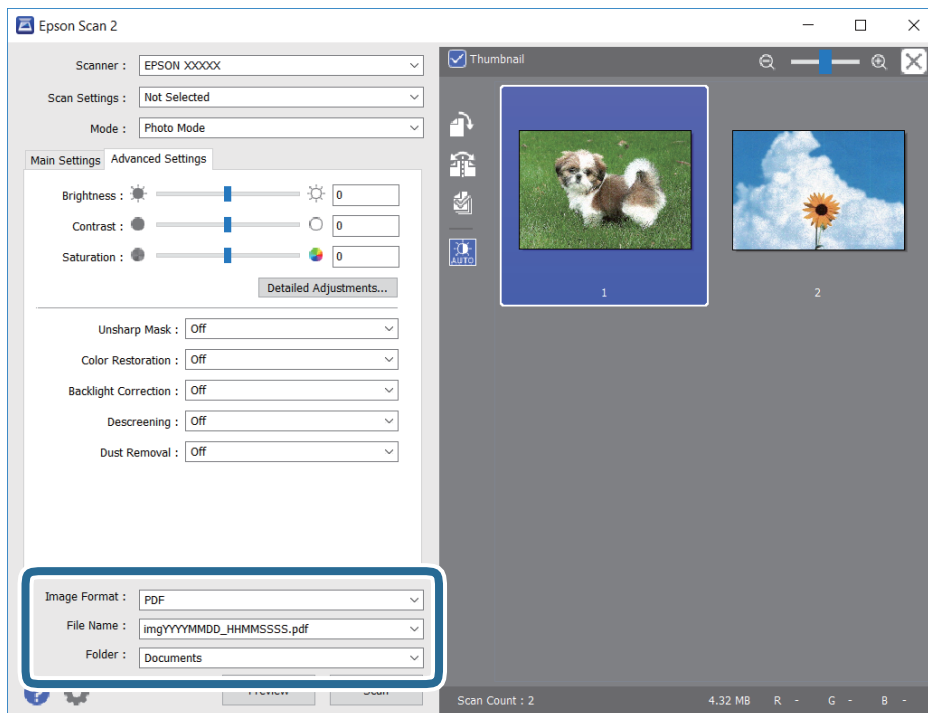 Epson Scan 2
Scanner : EPSON XXXXX
Scan Settings : Not Selected
Mode : Photo Mode
Main Settings Advanced Settings
Brightness : 0
Contrast : 0
Saturation : 0
Detailed Adjustments...
Unsharp Mask : Off
Color Restoration : Off
Backlight Correction : Off
Descreening : Off
Dust Removal : Off
Image Format : PDF
File Name : imgYYYYMMDD_HHMMSSSS.pdf
Folder : Documents
? Preview Scan
Thumbnail
AUTO
1 2
Scan Count : 2 4.32 MB R - G - B -